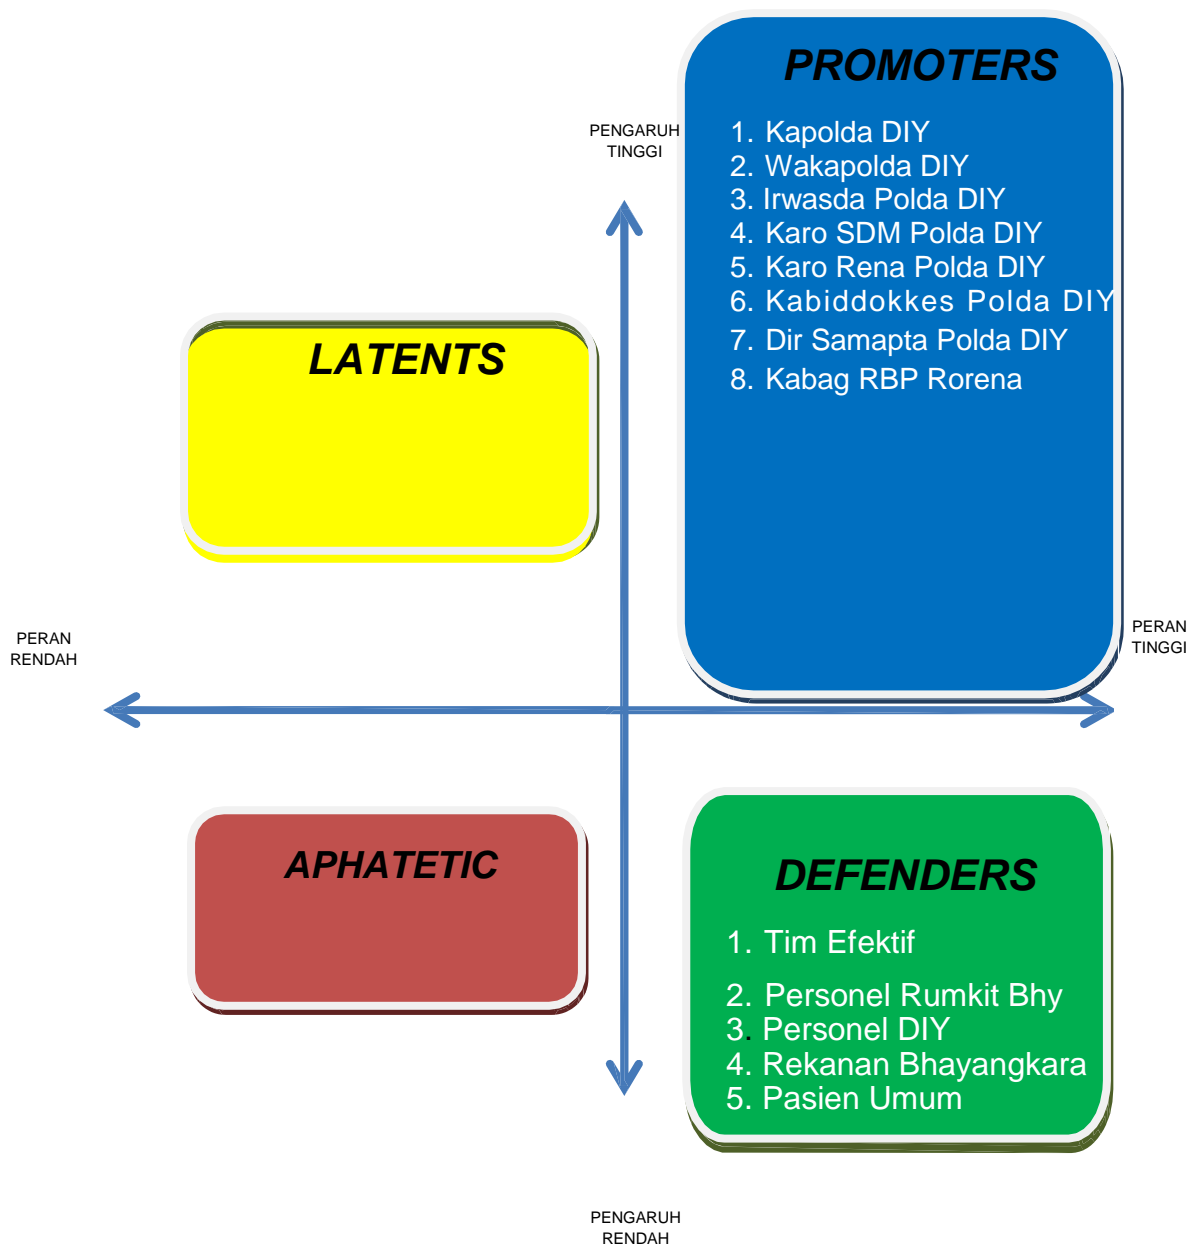 PROMOTERS
1. Kapolda DIY
2. Wakapolda DIY
3. Irwasda Polda DIY
4. Karo SDM Polda DIY
5. Karo Rena Polda DIY
6. Kabiddokkes Polda DIY
7. Dir Samapta Polda DIY
8. Kabag RBP Rorena
PENGARUH
TINGGI
LATENTS
PERAN
RENDAH
PERAN
TINGGI
APHATETIC
DEFENDERS
1. Tim Efektif
2. Personel Rumkit Bhy
3. Personel DIY
4. Rekanan Bhayangkara
5. Pasien Umum
PENGARUH
RENDAH